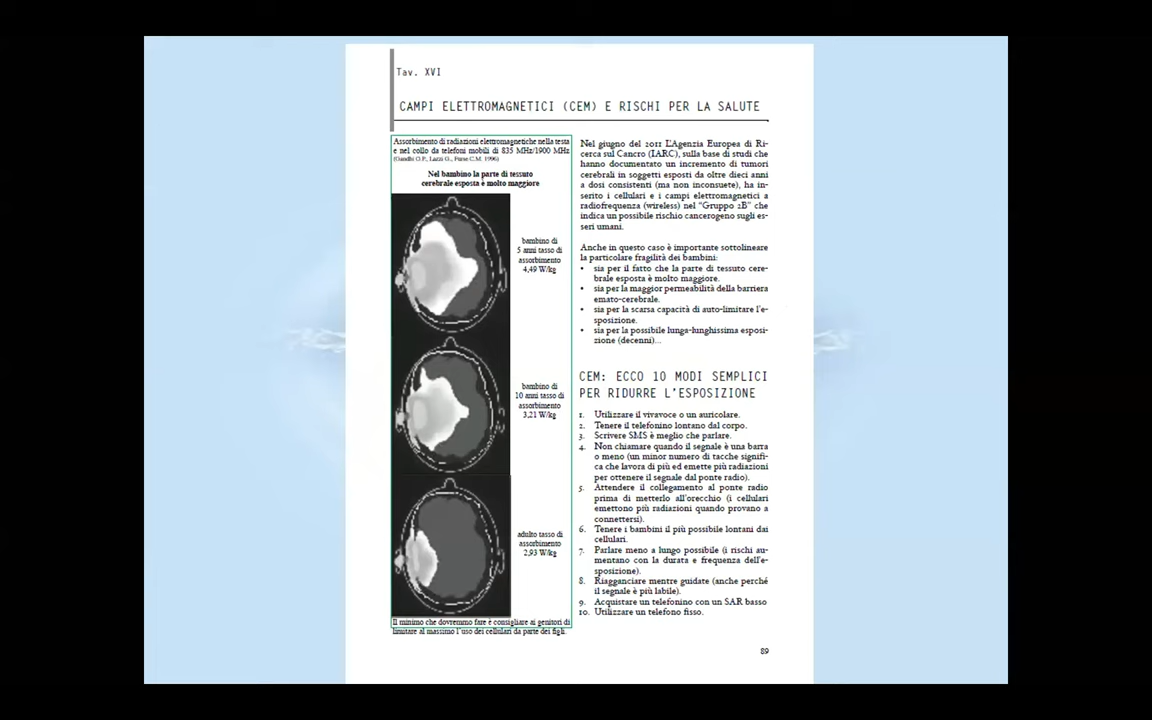 Tav. XVI
CAMPI ELETTROMAGNETICI (CEM) E RISCHI PER LA SALUTE
Assorbimento di radiazioni elettromagnetiche nella testa
e nel collo da telefoni mobili di 835 MHz/1900 MHz
(Gandhi O.P., Lazzi G., Furse C.M. 1996)
Nel bambino la parte di tessuto
cerebrale esposta è molto maggiore
bambino di
5 anni tasso di
assorbimento
4,49 W/kg
bambino di
10 anni tasso di
assorbimento
3,21 W/kg
adulto tasso di
assorbimento
2,93 W/kg
Il minimo che dovremmo fare è consigliare ai genitori di
limitare al massimo l'uso dei cellulari da parte dei figli.
Nel giugno del 2011 L'Agenzia Europea di Ri-
cerca sul Cancro (IARC), sulla base di studi che
hanno documentato un incremento di tumori
cerebrali in soggetti esposti da oltre dieci anni
a dosi consistenti (ma non inconsuete), ha in-
serito i cellulari e i campi elettromagnetici a
radiofrequenza (wireless) nel "Gruppo 2B" che
indica un possibile rischio cancerogeno sugli es-
seri umani.
Anche in questo caso è importante sottolineare
la particolare fragilità dei bambini:
• sia per il fatto che la parte di tessuto cere-
brale esposta è molto maggiore.
• sia per la maggior permeabilità della barriera
emato-cerebrale.
• sia per la scarsa capacità di auto-limitare l'e-
sposizione.
• sia per la possibile lunga-lunghissima esposi-
zione (decenni)...
CEM: ECCO 10 MODI SEMPLICI
PER RIDURRE L'ESPOSIZIONE
1. Utilizzare il vivavoce o un auricolare.
2. Tenere il telefonino lontano dal corpo.
3. Scrivere SMS è meglio che parlare.
4. Non chiamare quando il segnale è una barra
o meno (un minor numero di tacche signifi-
ca che lavora di più ed emette più radiazioni
per ottenere il segnale dal ponte radio).
5. Attendere il collegamento al ponte radio
prima di metterlo all'orecchio (i cellulari
emettono più radiazioni quando provano a
connettersi).
6. Tenere i bambini il più possibile lontani dai
cellulari.
7. Parlare meno a lungo possibile (i rischi au-
mentano con la durata e frequenza dell'e-
sposizione).
8. Riagganciare mentre guidate (anche perché
il segnale è più labile).
9. Acquistare un telefonino con un SAR basso
10. Utilizzare un telefono fisso.
89